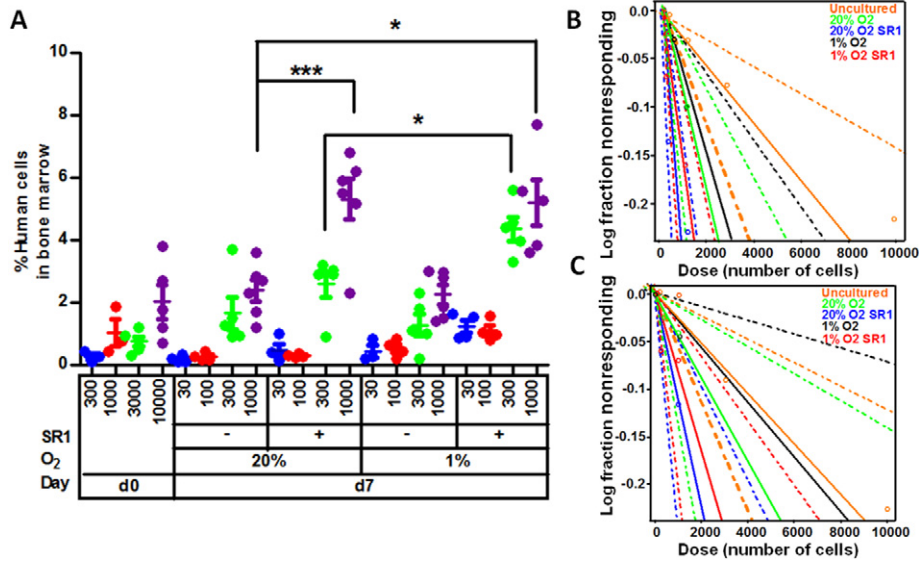 A
*
***
*
10
8
6
4
2
0
% Human cells
in bone marrow
300 1000 3000 10000 30 100 300 1000 30 100 300 1000 30 100 300 1000 30 100 300 1000
SR1 - + - +
O2 20% 1%
Day d0 d7
B
Uncultured
20% O2
20% O2 SR1
1% O2
1% O2 SR1
0.0
-0.05
-0.1
-0.15
-0.2
Log fraction nonresponding
0 2000 4000 6000 8000 10000
Dose (number of cells)
C
Uncultured
20% O2
20% O2 SR1
1% O2
1% O2 SR1
0.0
-0.05
-0.1
-0.15
-0.2
Log fraction nonresponding
0 2000 4000 6000 8000 10000
Dose (number of cells)